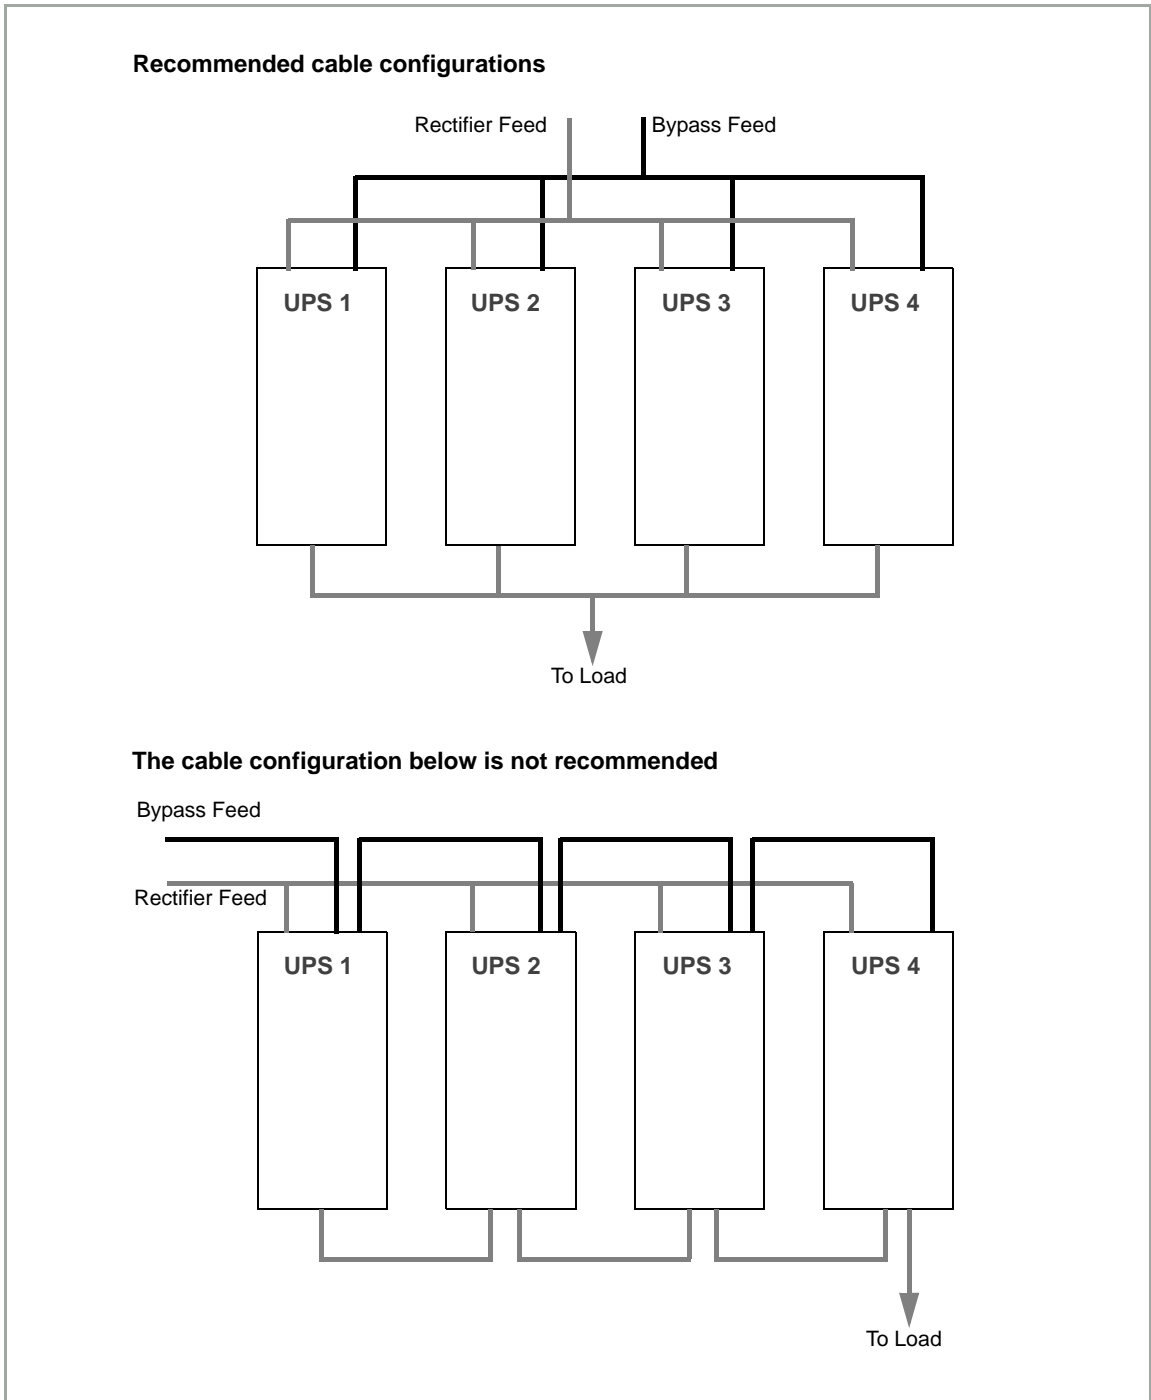 Recommended cable configurations
Rectifier Feed
Bypass Feed
UPS 1
UPS 2
UPS 3
UPS 4
To Load
The cable configuration below is not recommended
Bypass Feed
Rectifier Feed
UPS 1
UPS 2
UPS 3
UPS 4
To Load